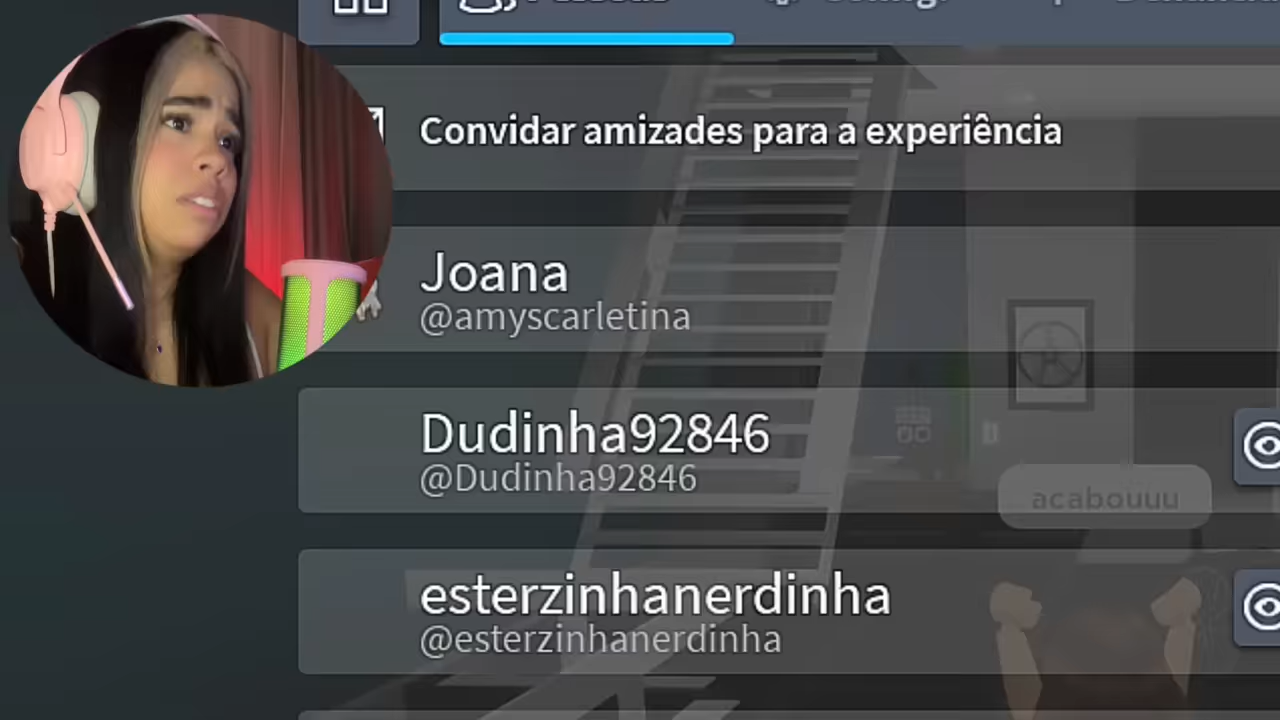 Convidar amizades para a experiência
Joana
@amyscarletina
Dudinha92846
@Dudinha92846
acabouuu
esterzinhanerdinha
@esterzinhanerdinha